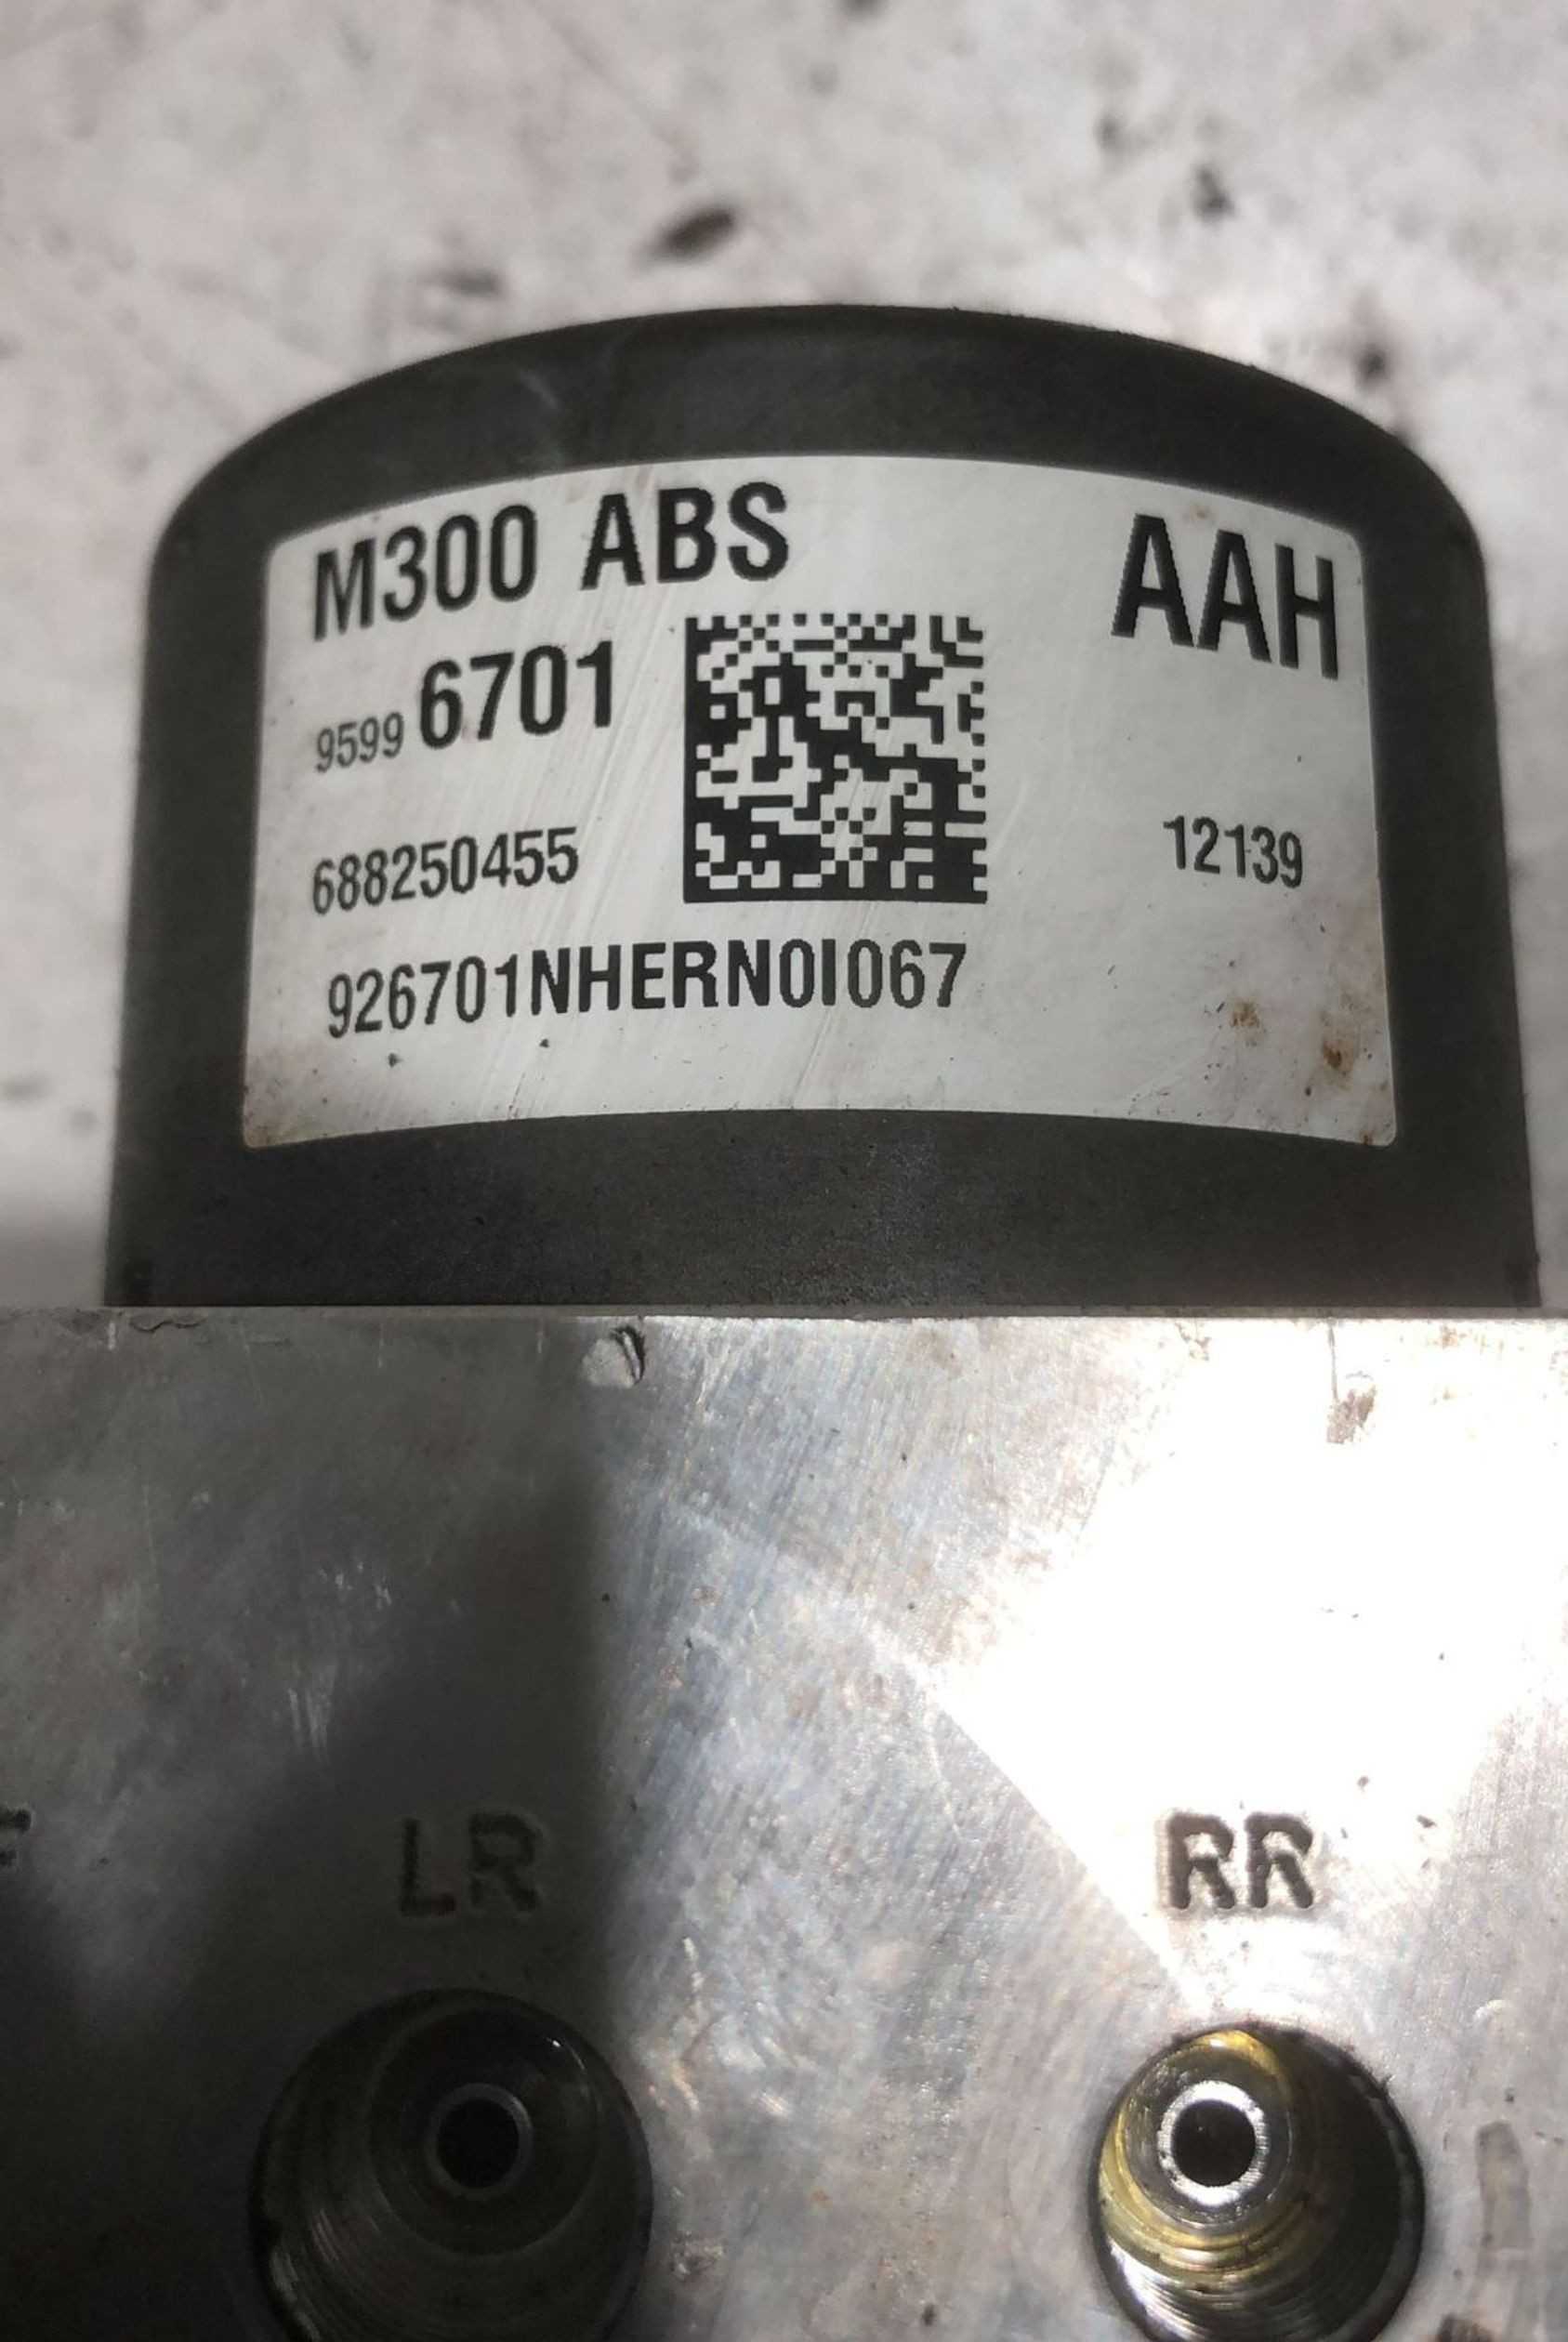 M300 ABS
AAH
9599 6701
688250455
12139
926701NHERN0I067
LR
RR